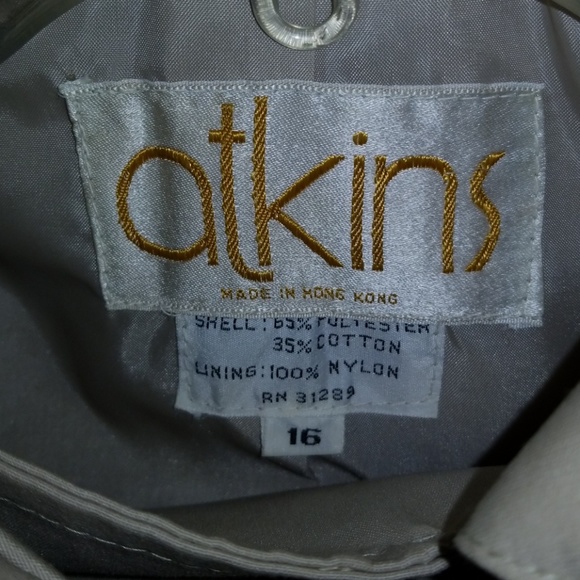 atkins
MADE IN HONG KONG
SHELL: 65% POLYESTER
35% COTTON
LINING: 100% NYLON
RN 31289
16